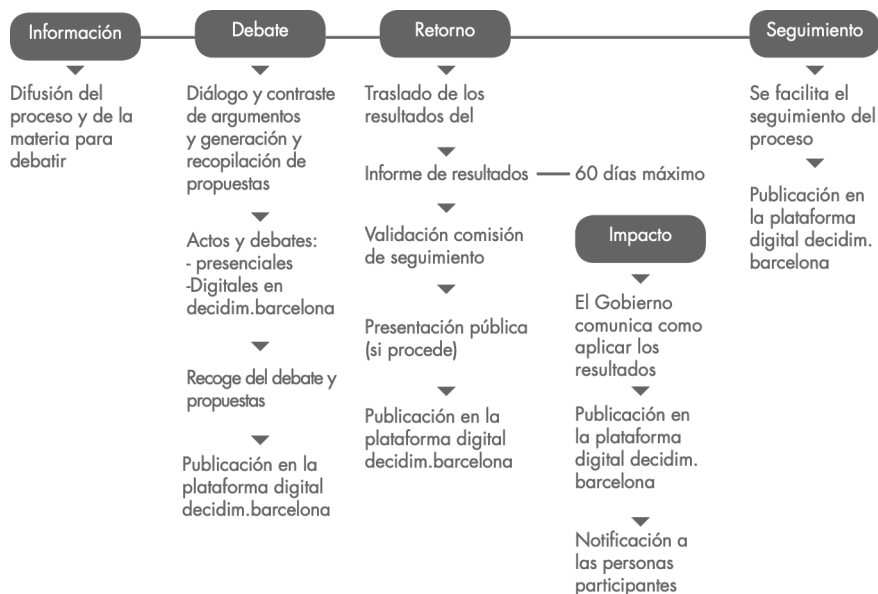 Información
Difusión del
proceso y de la
materia para
debatir
Debate
Diálogo y contraste
de argumentos
y generación y
recopilación de
propuestas
Actos y debates:
- presenciales
-Digitales en
decidim.barcelona
Recoge del debate y
propuestas
Publicación en la
plataforma digital
decidim.barcelona
Retorno
Traslado de los
resultados del
Informe de resultados
60 días máximo
Validación comisión
de seguimiento
Presentación pública
(si procede)
Publicación en la
plataforma digital
decidim.barcelona
Impacto
El Gobierno
comunica como
aplicar los
resultados
Publicación en
la plataforma
digital decidim.
barcelona
Notificación a
las personas
participantes
Seguimiento
Se facilita el
seguimiento del
proceso
Publicación en
la plataforma
digital decidim.
barcelona